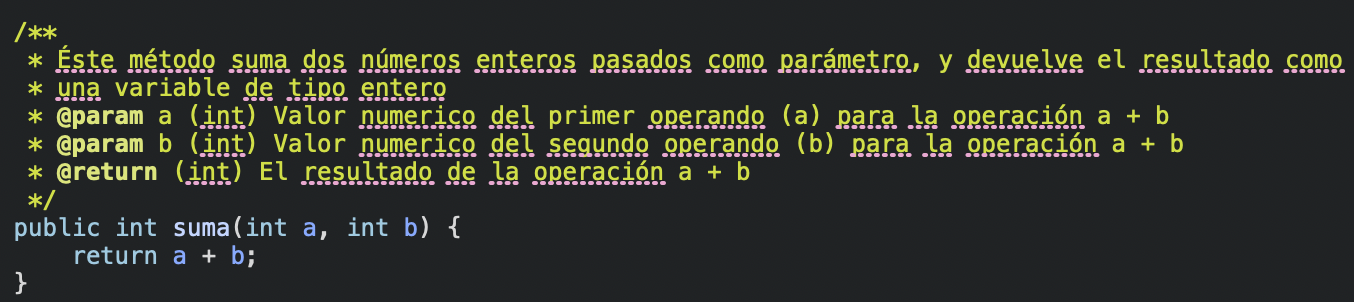 /**
 * Éste método suma dos números enteros pasados como parámetro, y devuelve el resultado como
 * una variable de tipo entero
 * @param a (int) Valor numerico del primer operando (a) para la operación a + b
 * @param b (int) Valor numerico del segundo operando (b) para la operación a + b
 * @return (int) El resultado de la operación a + b
 */
public int suma(int a, int b) {
    return a + b;
}